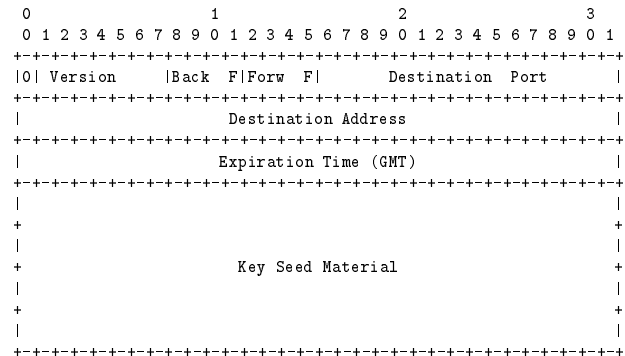 0                   1                   2                   3
 0 1 2 3 4 5 6 7 8 9 0 1 2 3 4 5 6 7 8 9 0 1 2 3 4 5 6 7 8 9 0 1
+-+-+-+-+-+-+-+-+-+-+-+-+-+-+-+-+-+-+-+-+-+-+-+-+-+-+-+-+-+-+-+-+
|0| Version     |Back  F|Forw  F|       Destination  Port       |
+-+-+-+-+-+-+-+-+-+-+-+-+-+-+-+-+-+-+-+-+-+-+-+-+-+-+-+-+-+-+-+-+
|                      Destination Address                      |
+-+-+-+-+-+-+-+-+-+-+-+-+-+-+-+-+-+-+-+-+-+-+-+-+-+-+-+-+-+-+-+-+
|                     Expiration Time (GMT)                     |
+-+-+-+-+-+-+-+-+-+-+-+-+-+-+-+-+-+-+-+-+-+-+-+-+-+-+-+-+-+-+-+-+
|                                                               |
+                                                               +
|                                                               |
+                       Key Seed Material                       +
|                                                               |
+                                                               +
|                                                               |
+-+-+-+-+-+-+-+-+-+-+-+-+-+-+-+-+-+-+-+-+-+-+-+-+-+-+-+-+-+-+-+-+